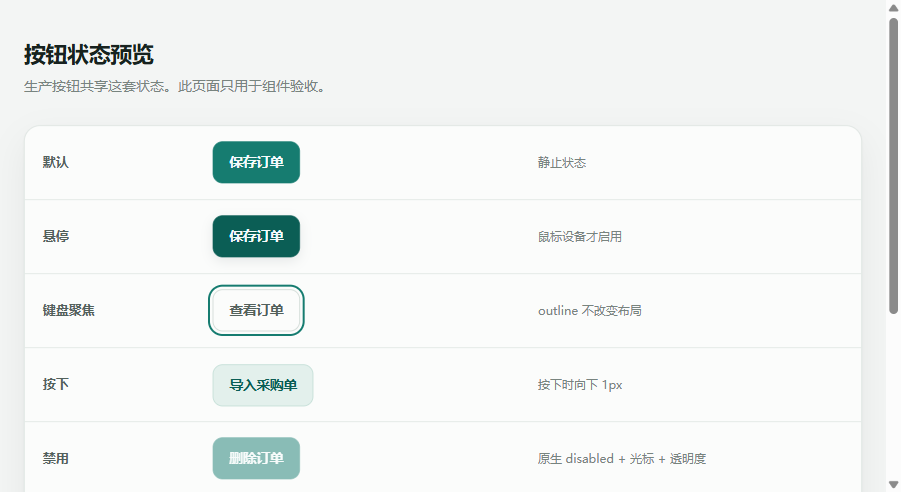 按钮状态预览
生产按钮共享这套状态。此页面只用于组件验收。
默认 保存订单 静止状态
悬停 保存订单 鼠标设备才启用
键盘聚焦 查看订单 outline 不改变布局
按下 导入采购单 按下时向下 1px
禁用 删除订单 原生 disabled + 光标 + 透明度